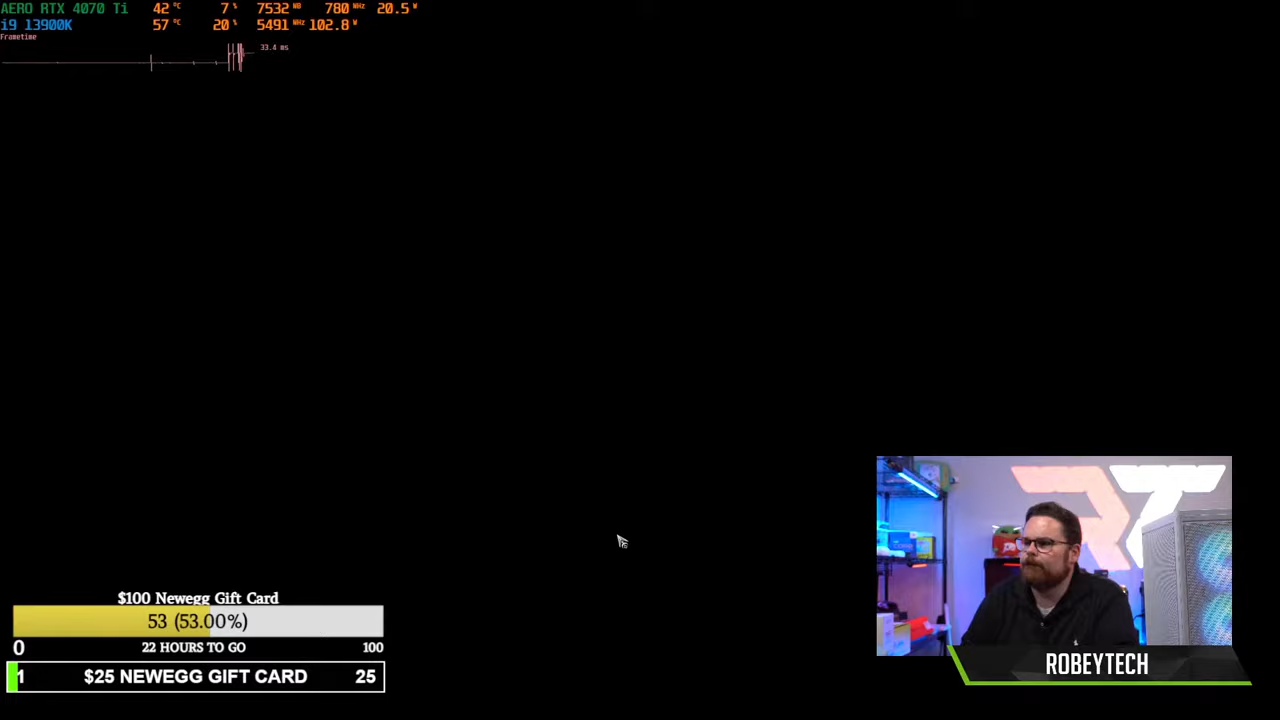 AERO RTX 4070 Ti 42 °C 7 % 7532 MB 780 MHz 20.5 W
i9 13900K 57 °C 20 % 5491 MHz 102.8 W
Frametime
33.4 ms
RT
$100 Newegg Gift Card
53 (53.00%)
0 22 HOURS TO GO 100
1 $25 NEWEGG GIFT CARD 25
ROBEYTECH